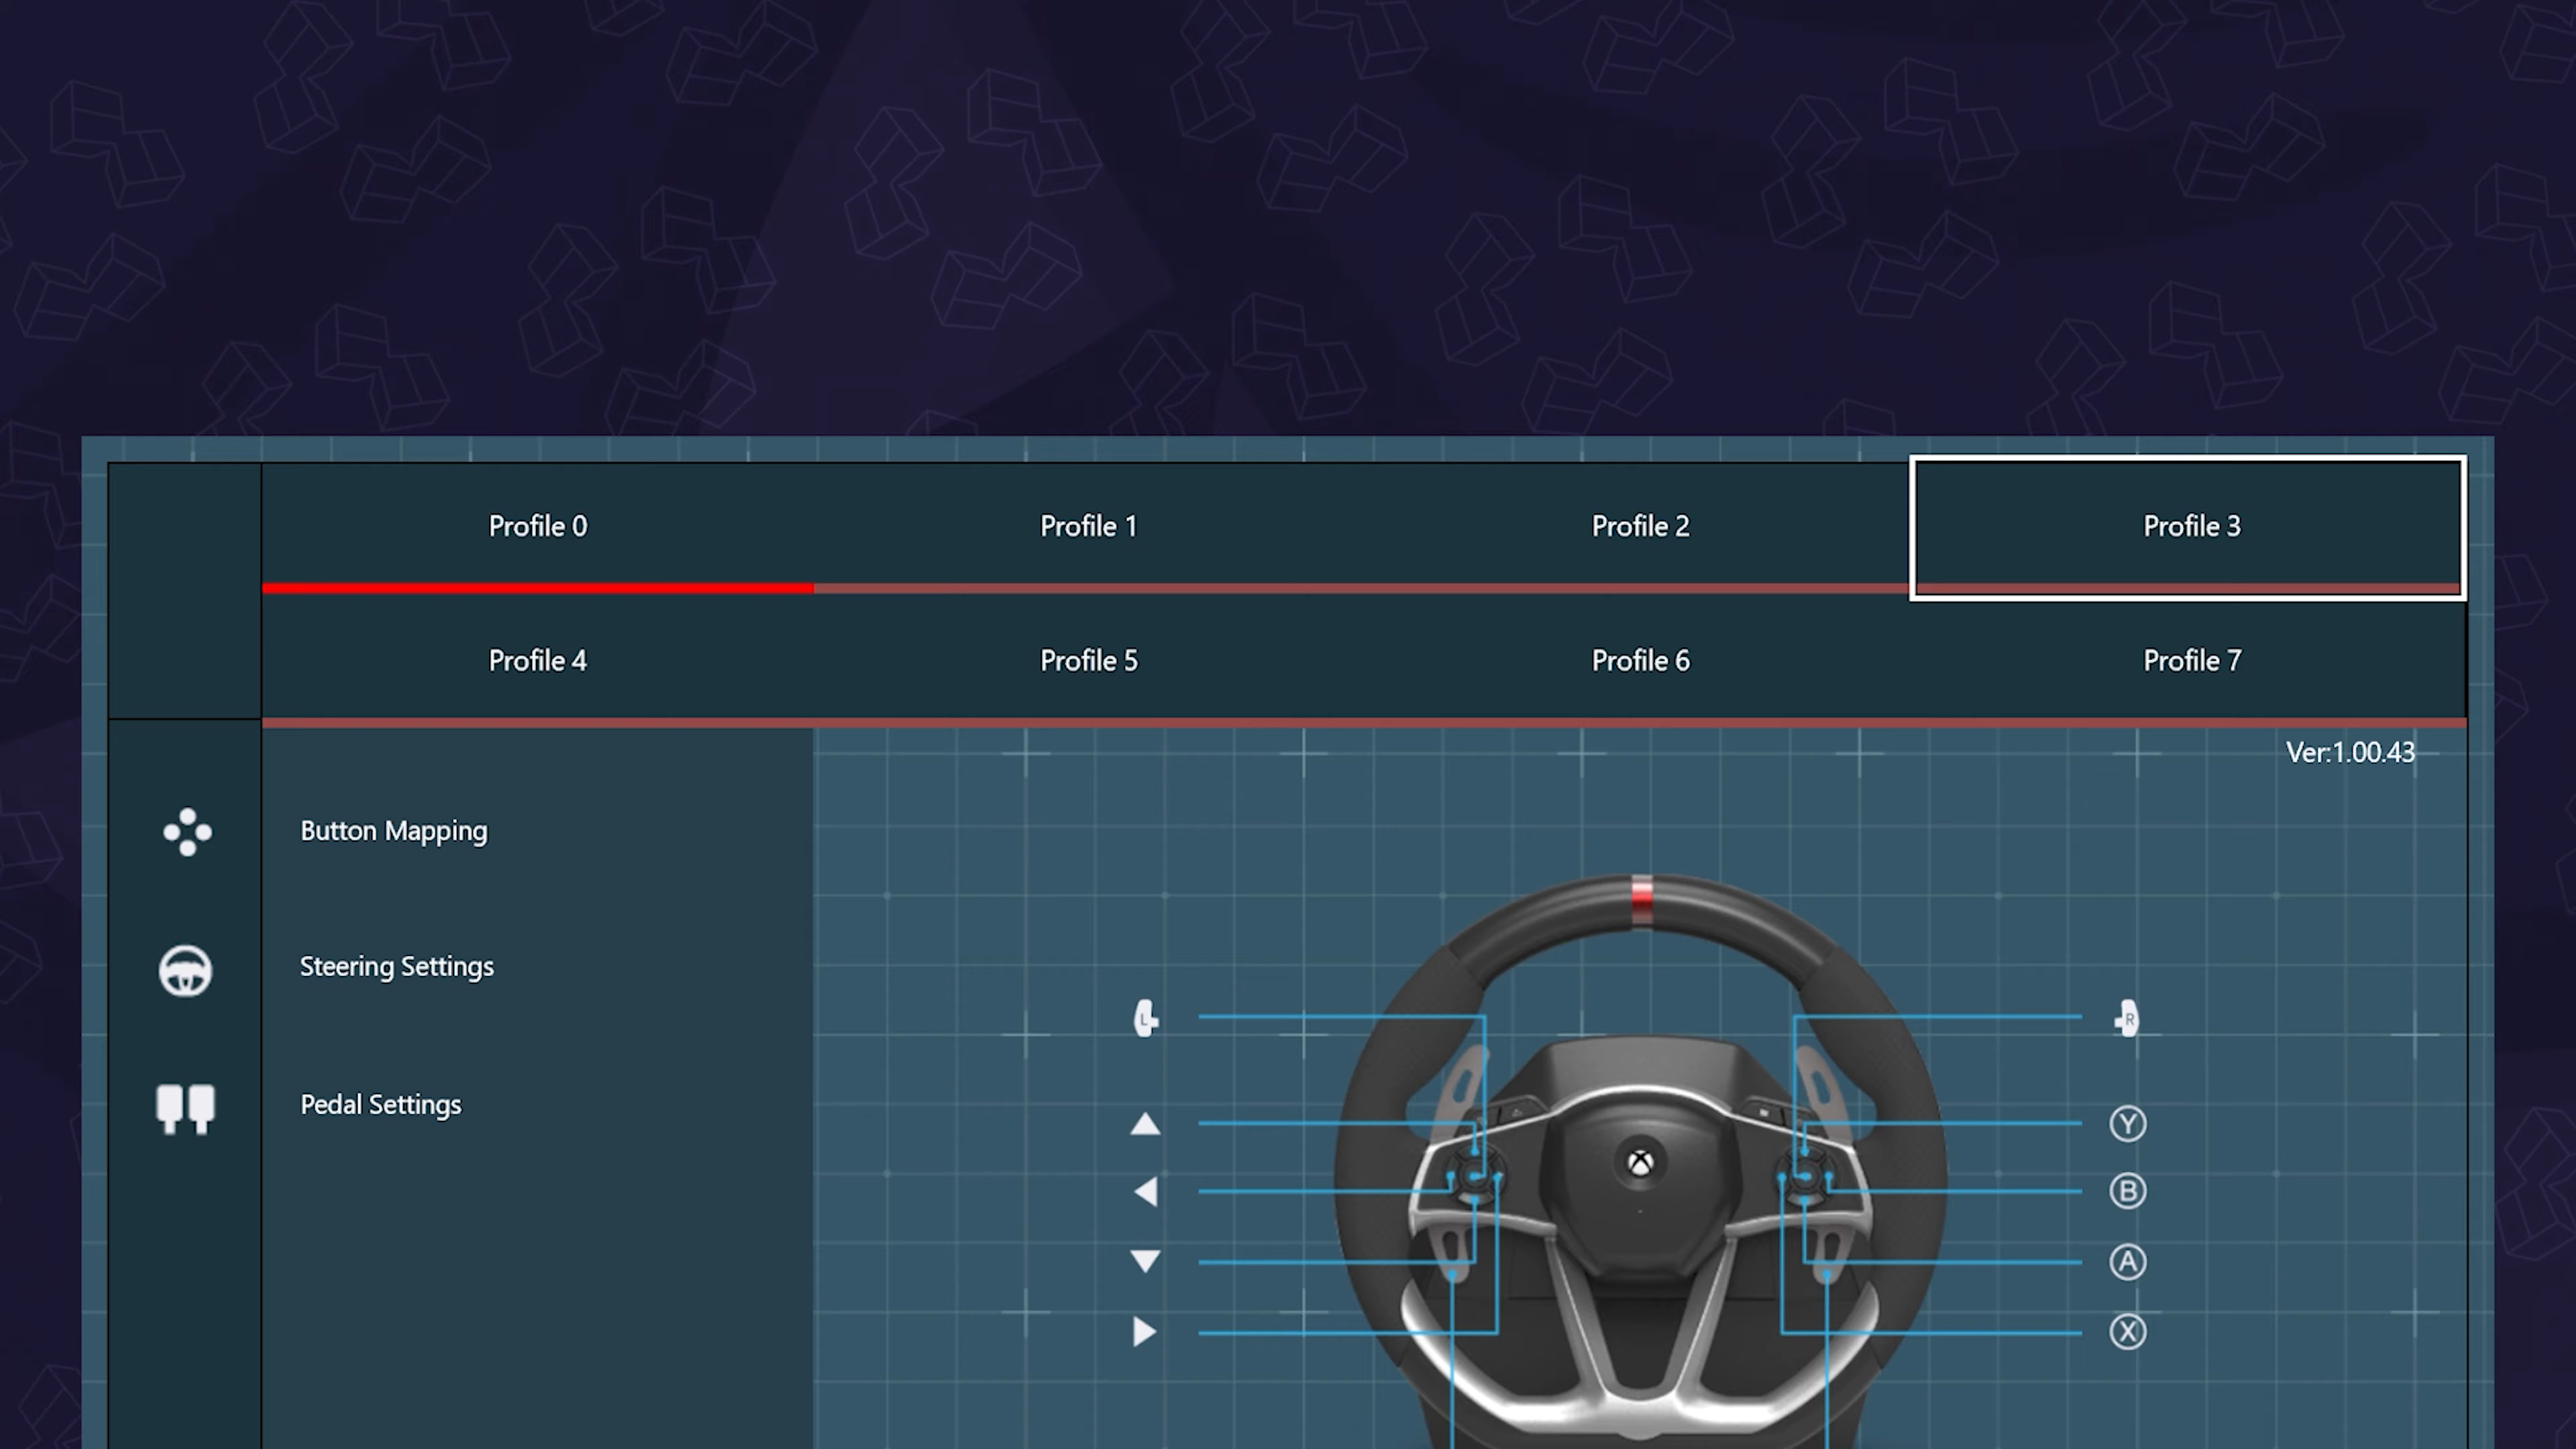 Profile 0
Profile 1
Profile 2
Profile 3
Profile 4
Profile 5
Profile 6
Profile 7
Ver:1.00.43
Button Mapping
Steering Settings
Pedal Settings
L
R
Y
B
A
X